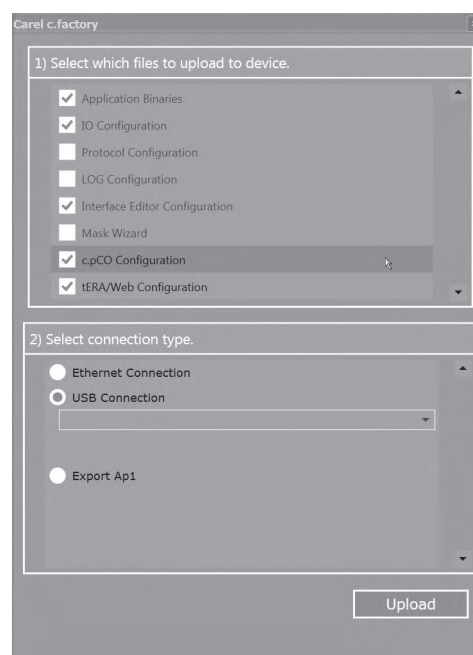 Carel c.factory
1) Select which files to upload to device.
Application Binaries
IO Configuration
Protocol Configuration
LOG Configuration
Interface Editor Configuration
Mask Wizard
c.pCO Configuration
tERA/Web Configuration
2) Select connection type.
Ethernet Connection
USB Connection
Export Ap1
Upload